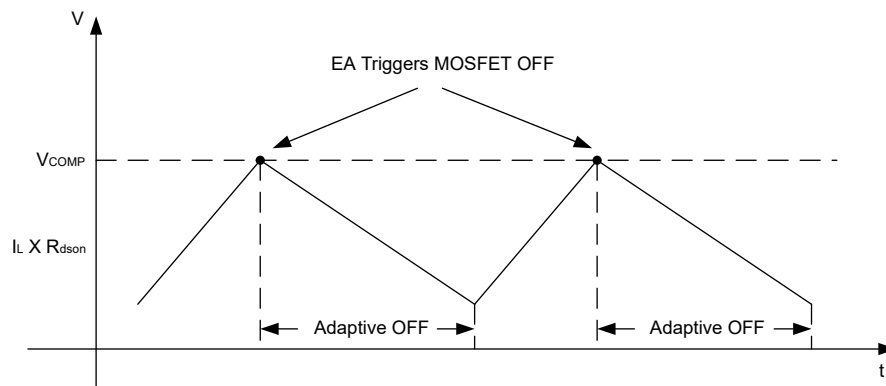 V
EA Triggers MOSFET OFF
VCOMP
IL X Rdson
Adaptive OFF
Adaptive OFF
t